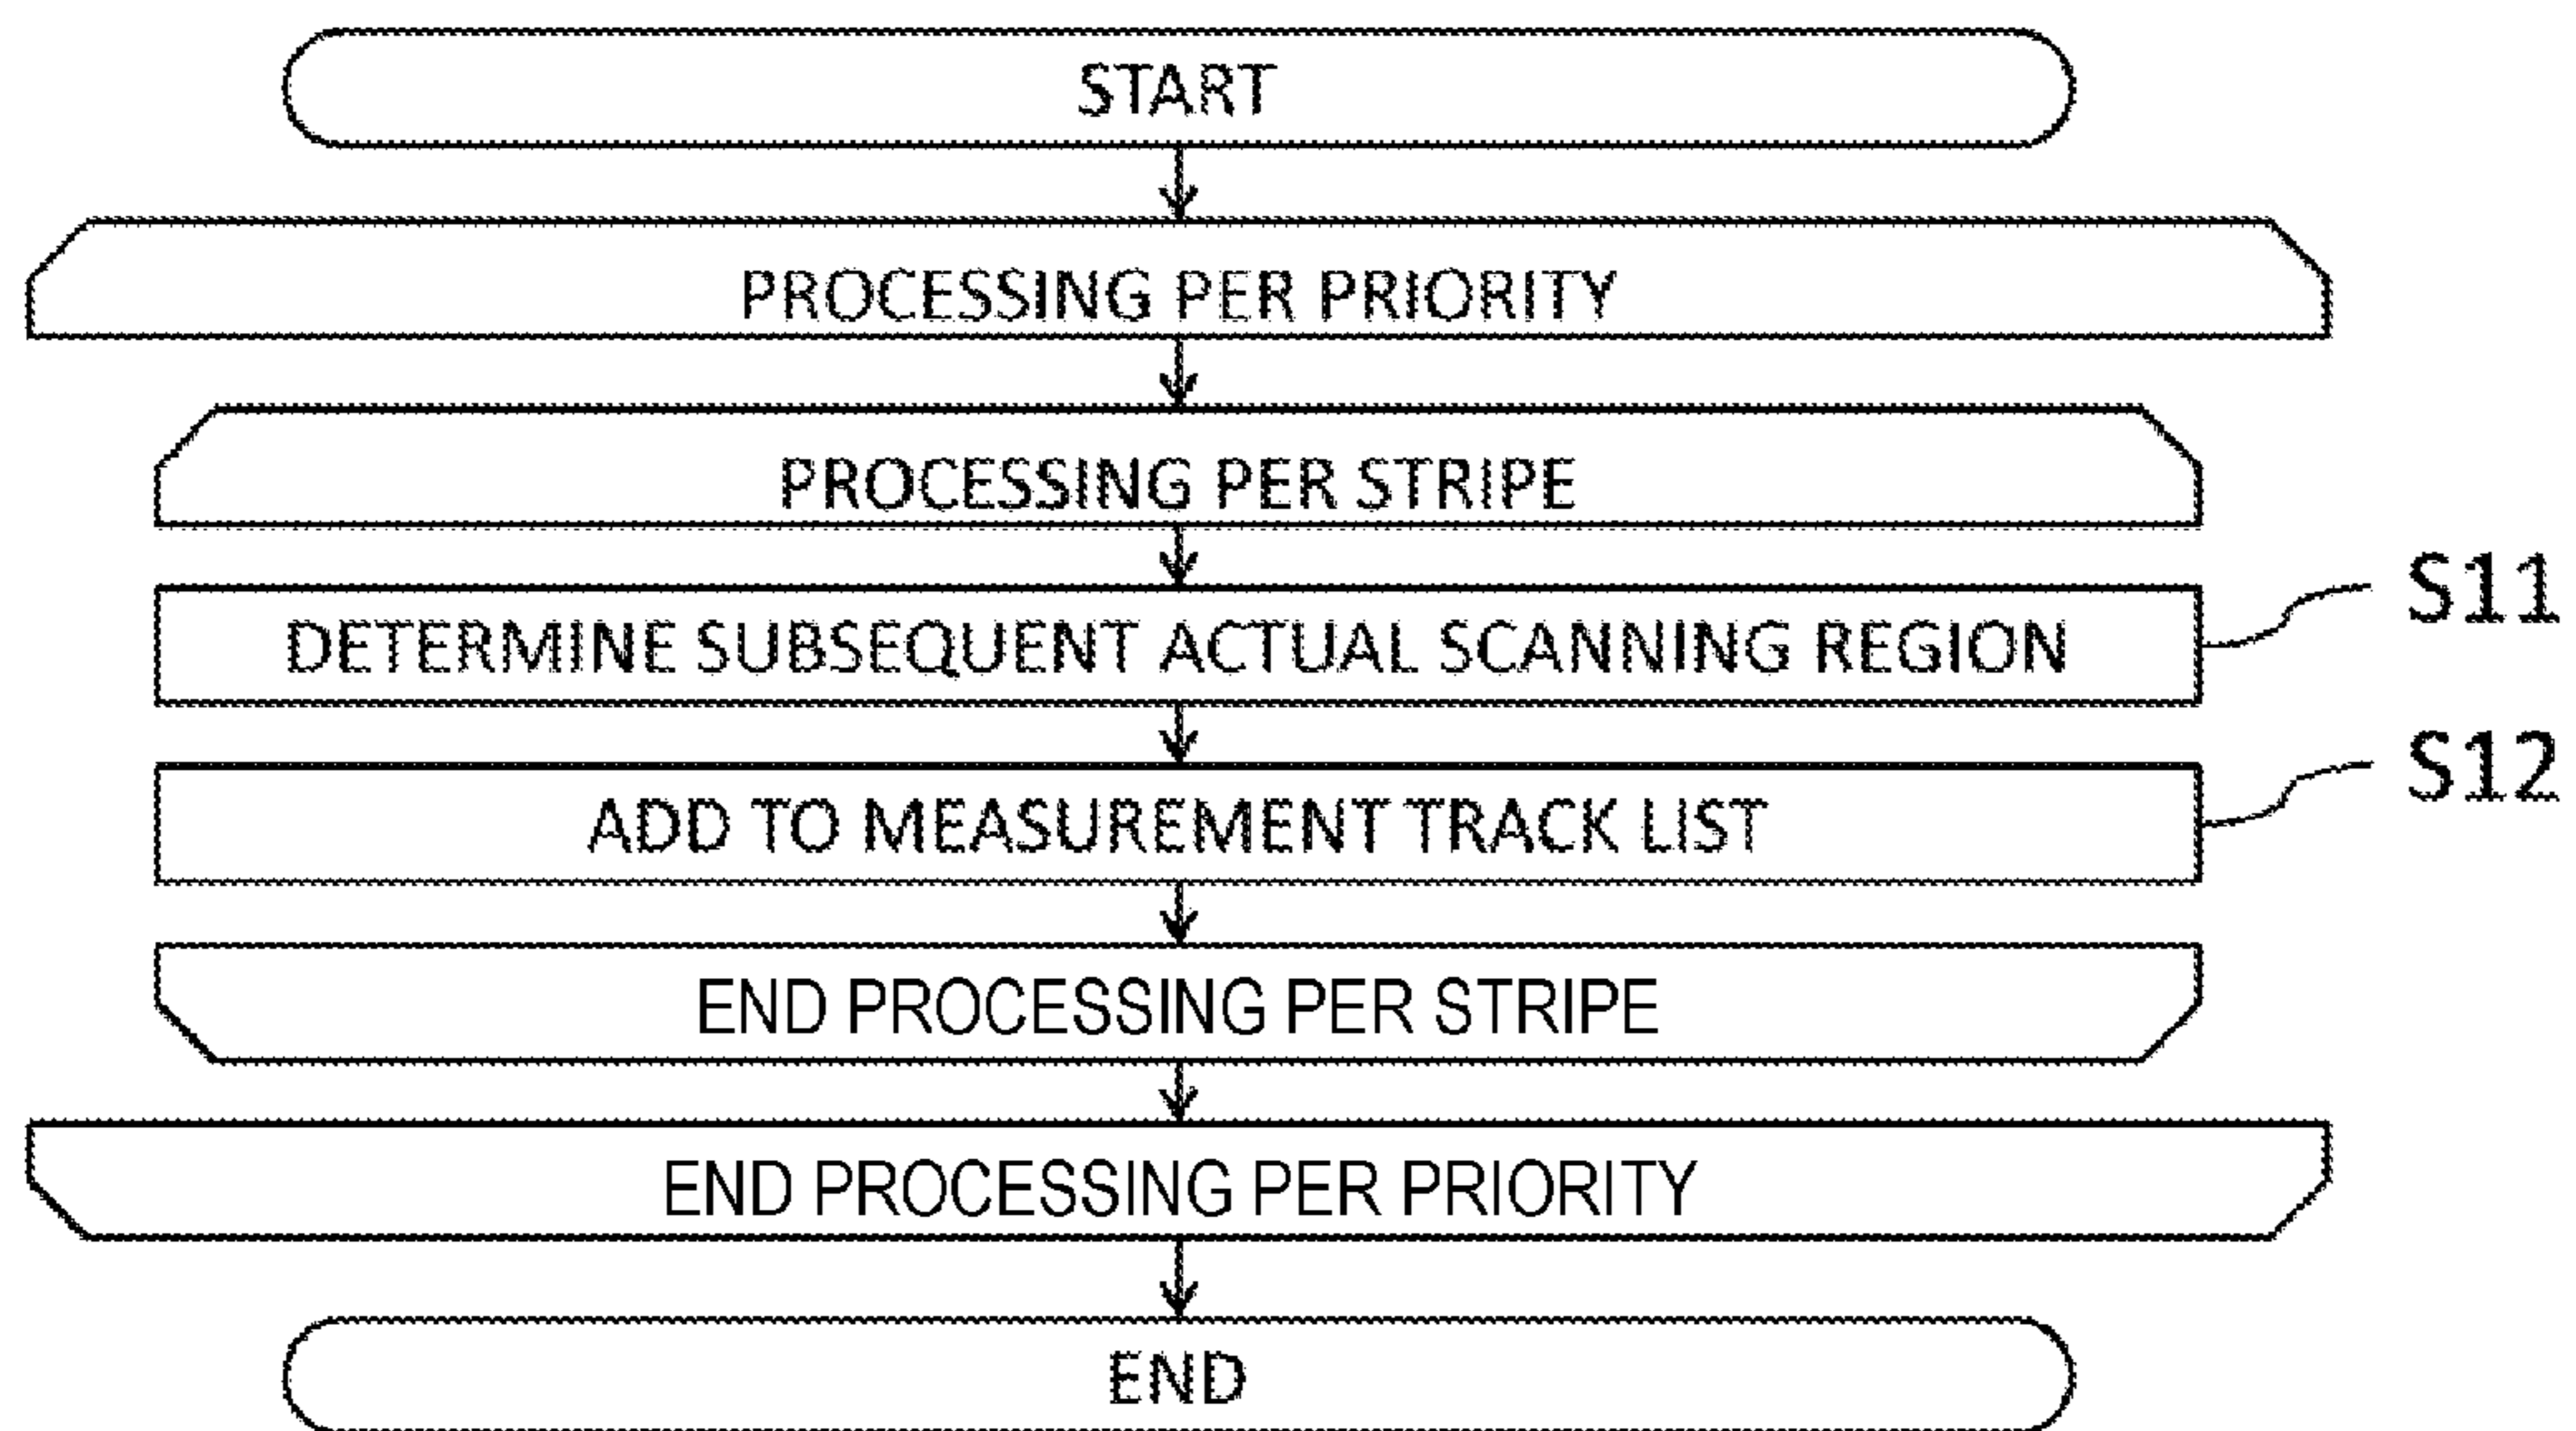 START
PROCESSING PER PRIORITY
PROCESSING PER STRIPE
DETERMINE SUBSEQUENT ACTUAL SCANNING REGION
S11
ADD TO MEASUREMENT TRACK LIST
S12
END PROCESSING PER STRIPE
END PROCESSING PER PRIORITY
END